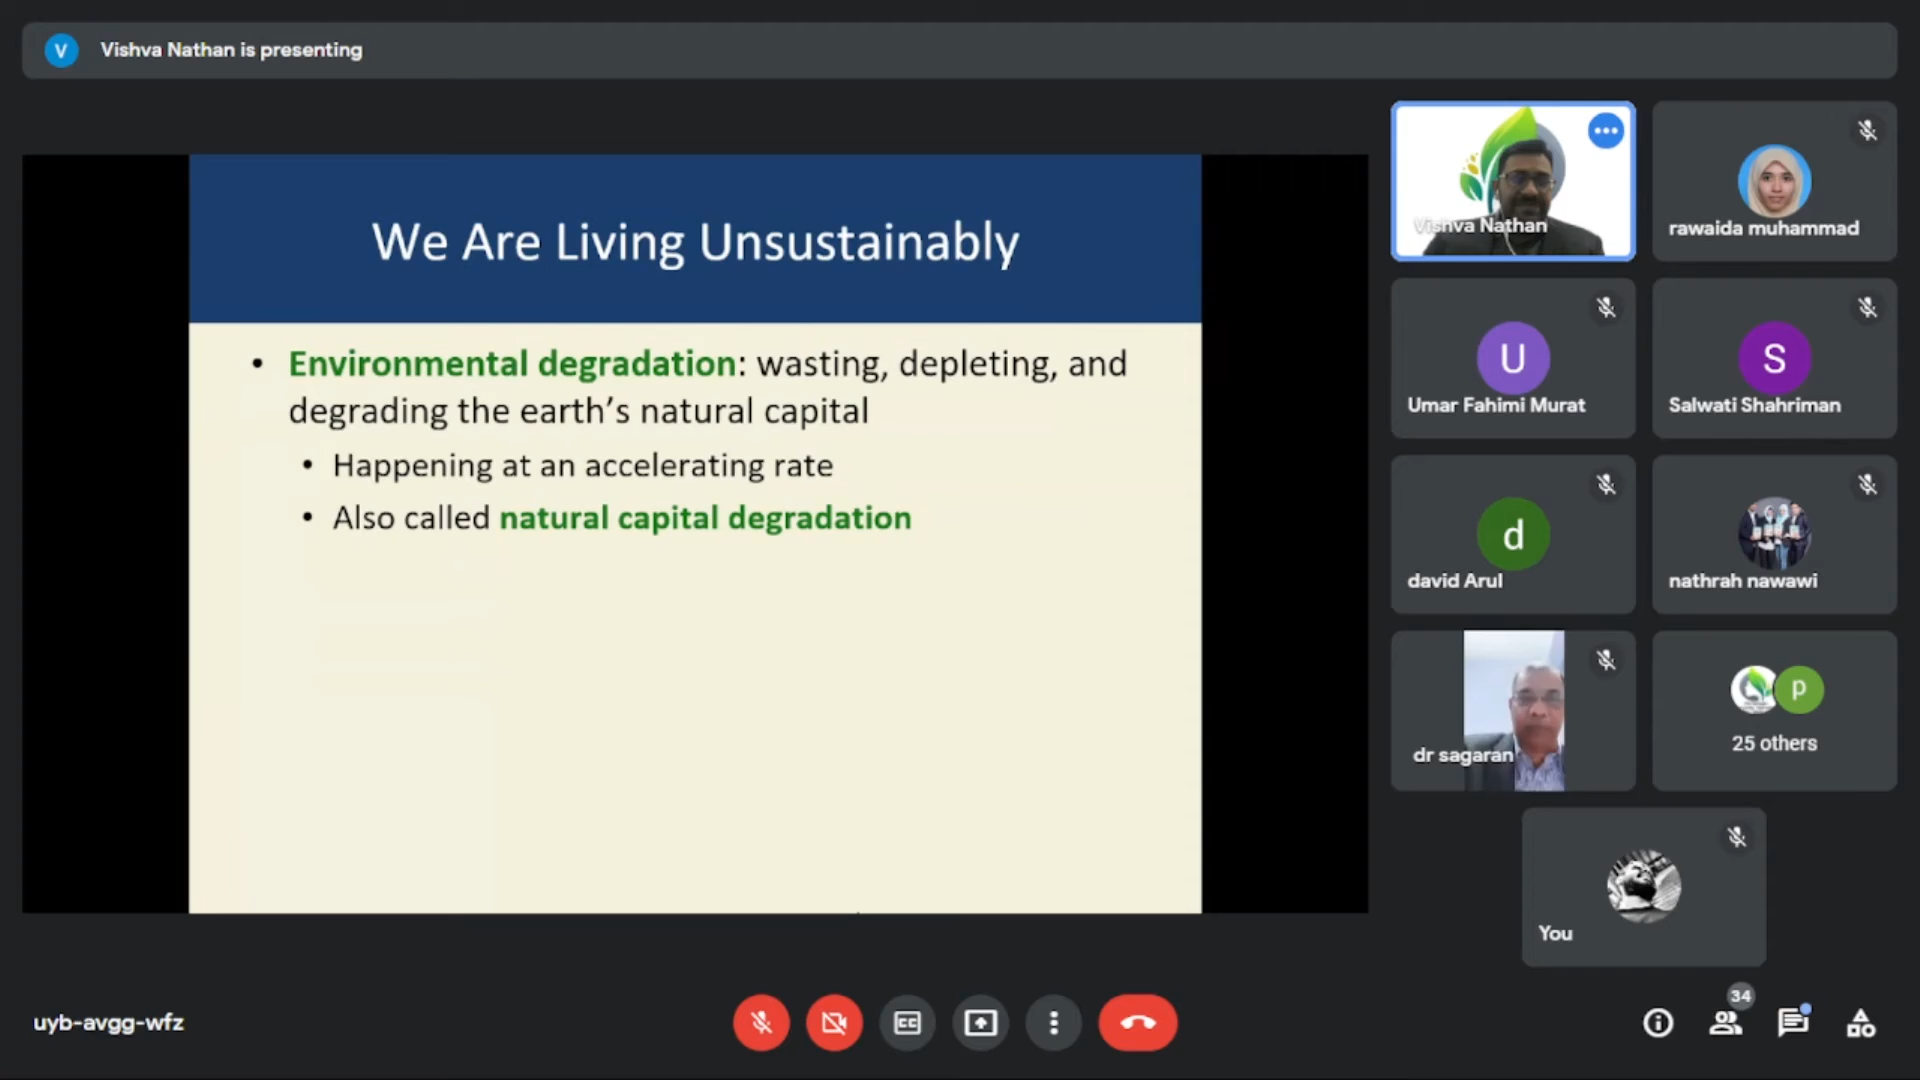 V
Vishva Nathan is presenting
We Are Living Unsustainably
• Environmental degradation: wasting, depleting, and
degrading the earth’s natural capital
• Happening at an accelerating rate
• Also called natural capital degradation
Vishva Nathan
rawaida muhammad
U
Umar Fahimi Murat
S
Salwati Shahriman
d
david Arul
nathrah nawawi
dr sagaran
p
25 others
You
uyb-avgg-wfz
CC
34